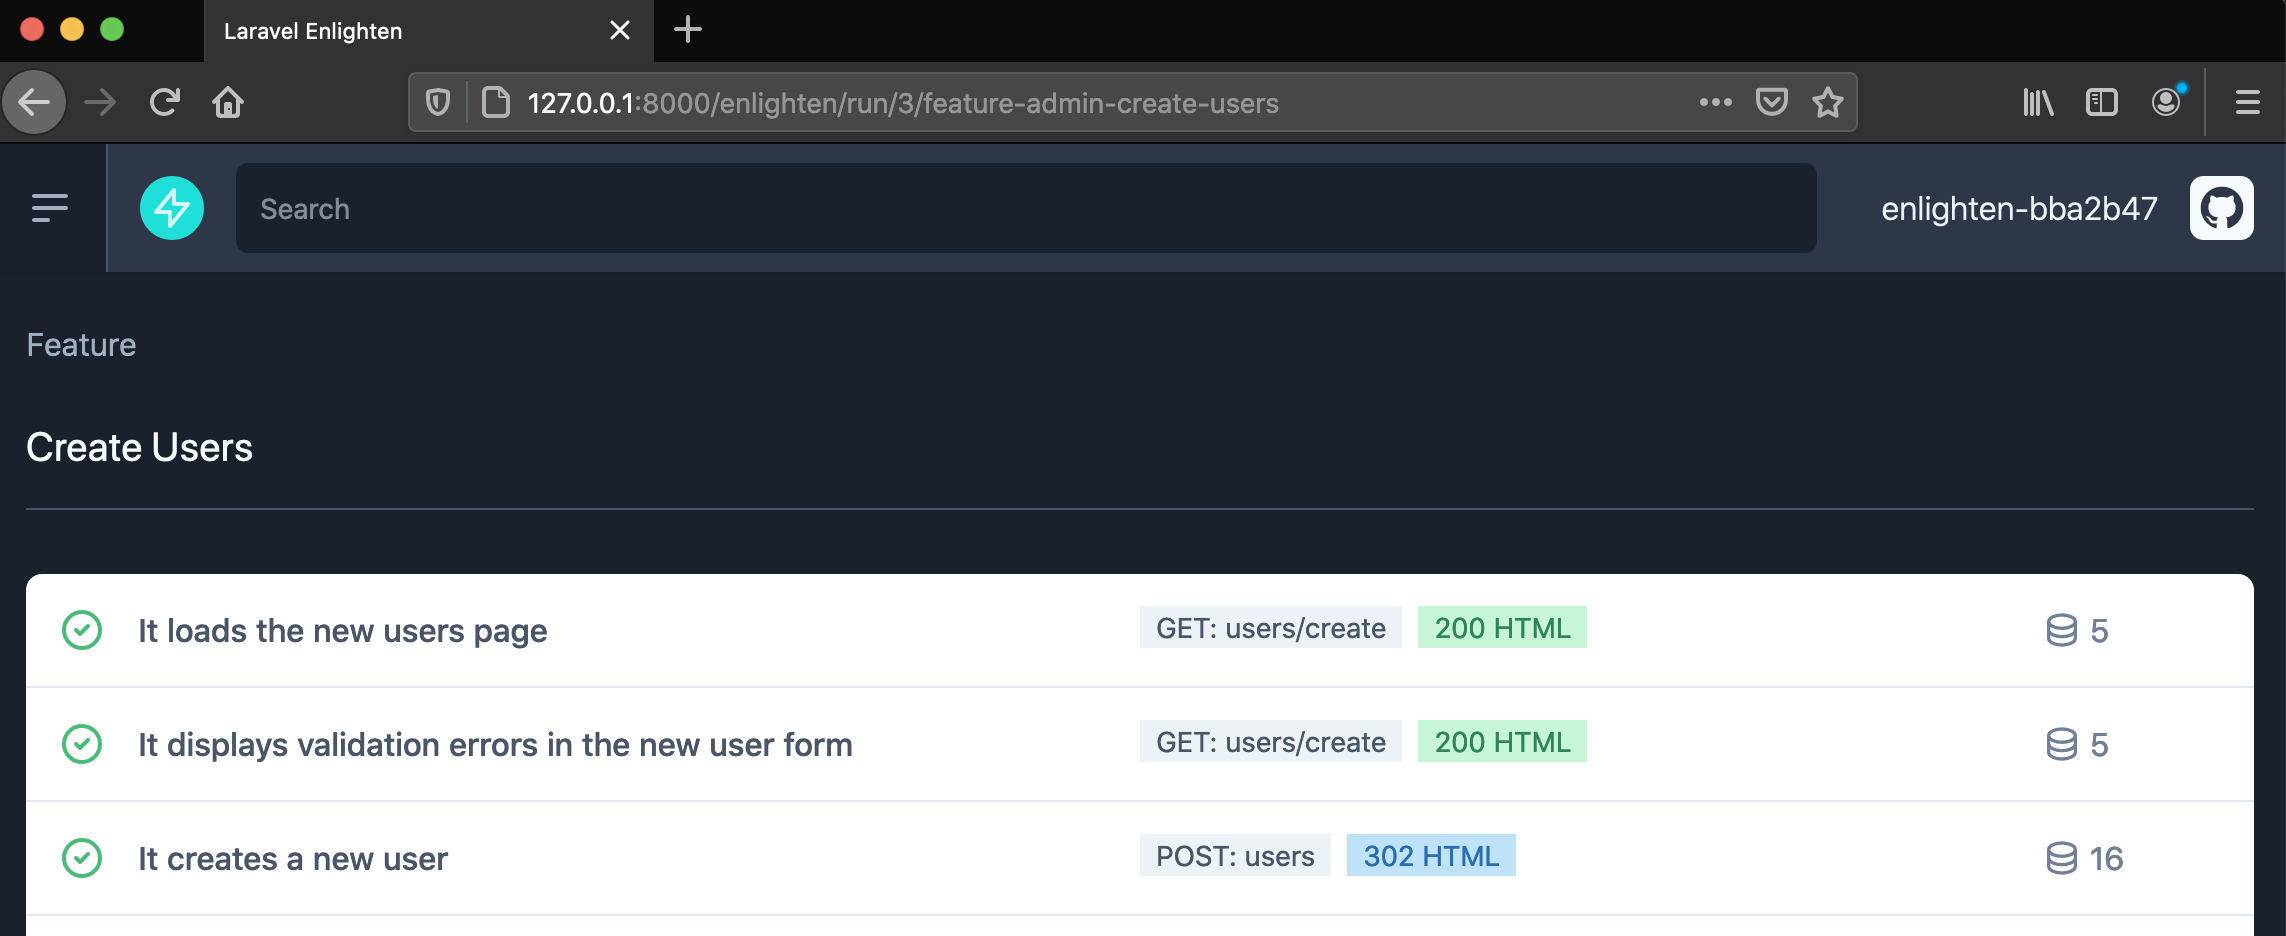 Laravel Enlighten
127.0.0.1:8000/enlighten/run/3/feature-admin-create-users
Search
enlighten-bba2b47
Feature
Create Users
It loads the new users page GET: users/create 200 HTML 5
It displays validation errors in the new user form GET: users/create 200 HTML 5
It creates a new user POST: users 302 HTML 16